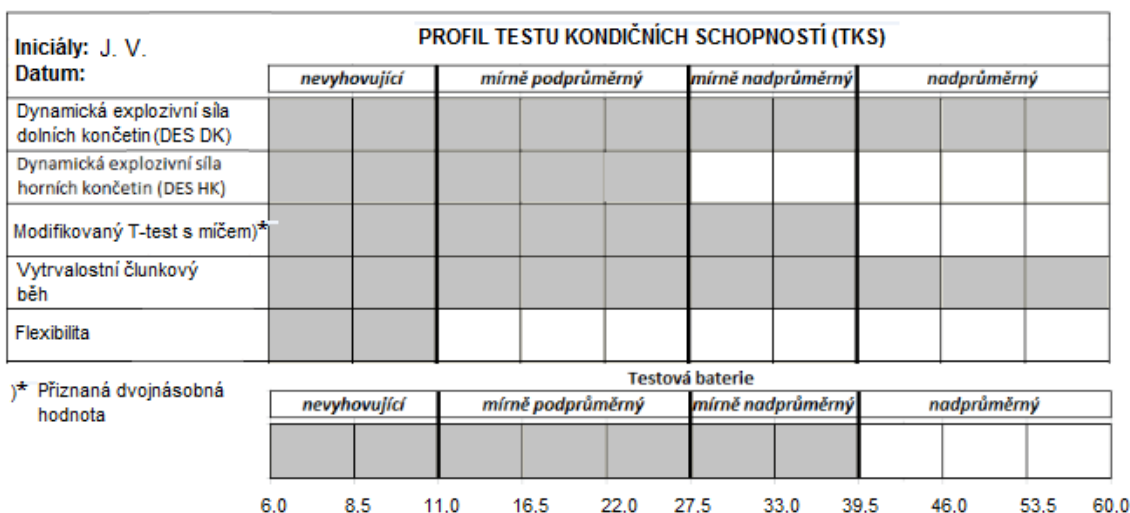 Iniciály: J. V.
PROFIL TESTU KONDIČNÍCH SCHOPNOSTÍ (TKS)
Datum:
nevyhovující mírně podprůměrný mírně nadprůměrný nadprůměrný
Dynamická explozivní síla
dolních končetin (DES DK)
Dynamická explozivní síla
horních končetin (DES HK)
Modifikovaný T-test s míčem)*
Vytrvalostní člunkový
běh
Flexibilita
)* Přiznaná dvojnásobná
hodnota
Testová baterie
nevyhovující mírně podprůměrný mírně nadprůměrný nadprůměrný
6.0 8.5 11.0 16.5 22.0 27.5 33.0 39.5 46.0 53.5 60.0